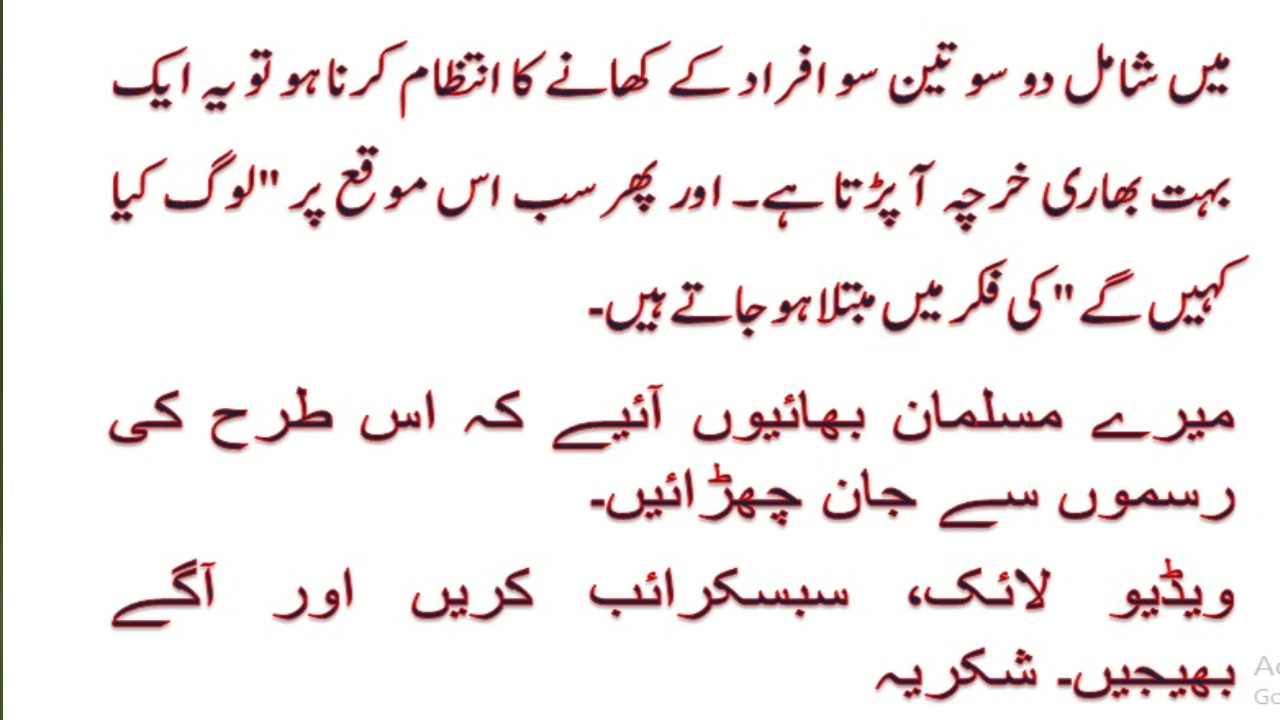 میں شامل دو سو تین سو افراد کے کھانے کا انتظام کرنا ہو تو یہ ایک
بہت بھاری خرچہ آ پڑتا ہے۔ اور پھر سب اس موقع پر "لوگ کیا
کہیں گے" کی فکر میں مبتلا ہو جاتے ہیں۔
میرے مسلمان بھائیوں آئیے کہ اس طرح کی
رسموں سے جان چھڑائیں۔
ویڈیو لائک، سبسکرائب کریں اور آگے
بھیجیں۔ شکریہ